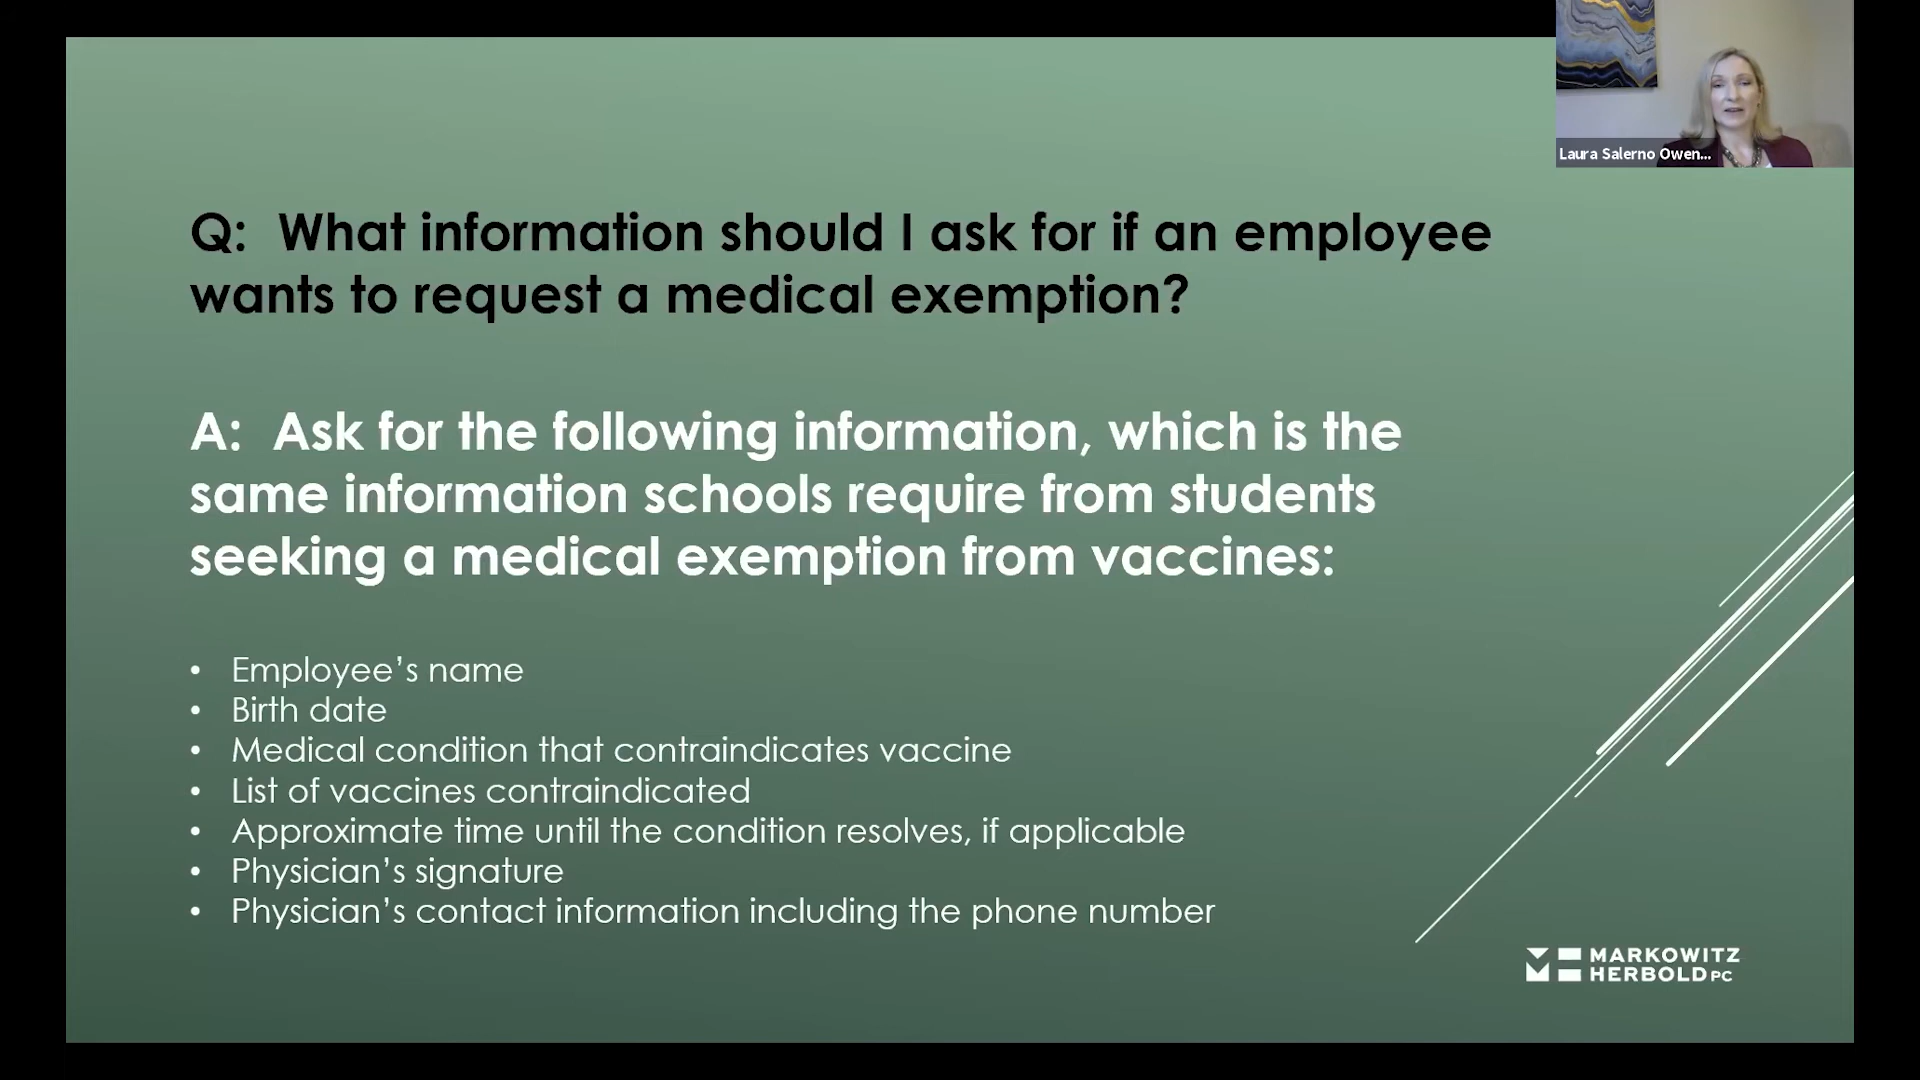 Laura Salerno Owen...
Q: What information should I ask for if an employee
wants to request a medical exemption?
A: Ask for the following information, which is the
same information schools require from students
seeking a medical exemption from vaccines:
• Employee’s name
• Birth date
• Medical condition that contraindicates vaccine
• List of vaccines contraindicated
• Approximate time until the condition resolves, if applicable
• Physician’s signature
• Physician’s contact information including the phone number
MARKOWITZ
HERBOLD PC